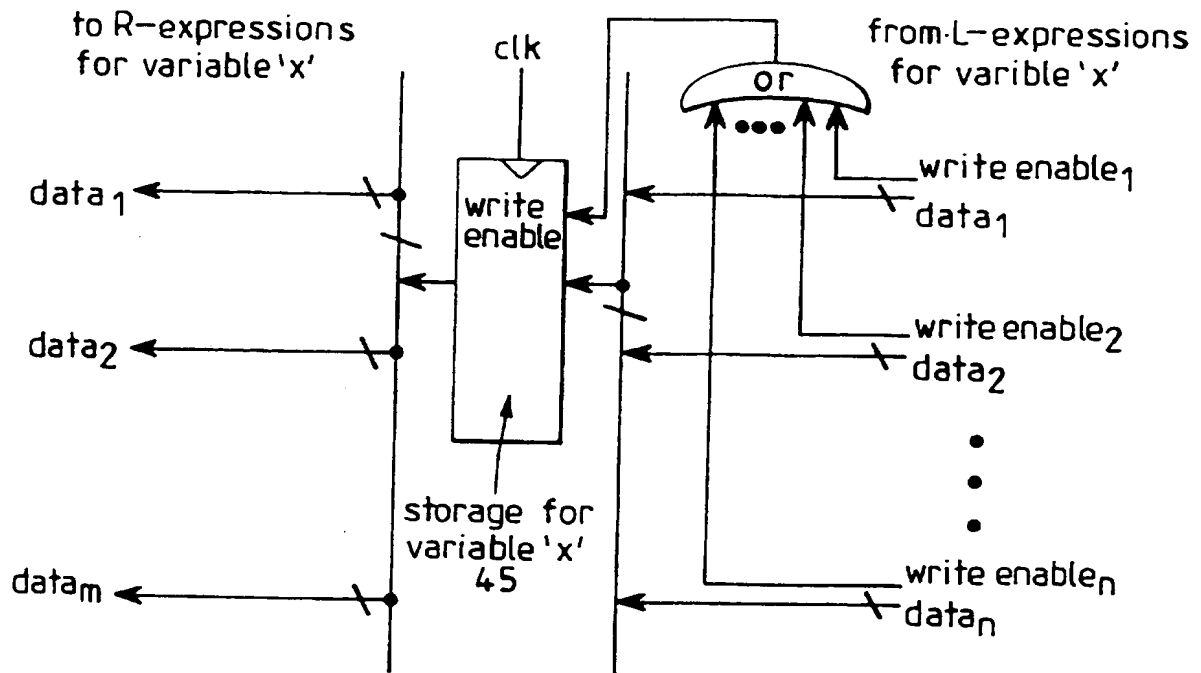 to R-expressions
for variable 'x'
clk
from L-expressions
for varible 'x'
or
data1
write
enable
write enable1
data1
data2
write enable2
data2
storage for
variable 'x'
45
datam
write enablen
datan